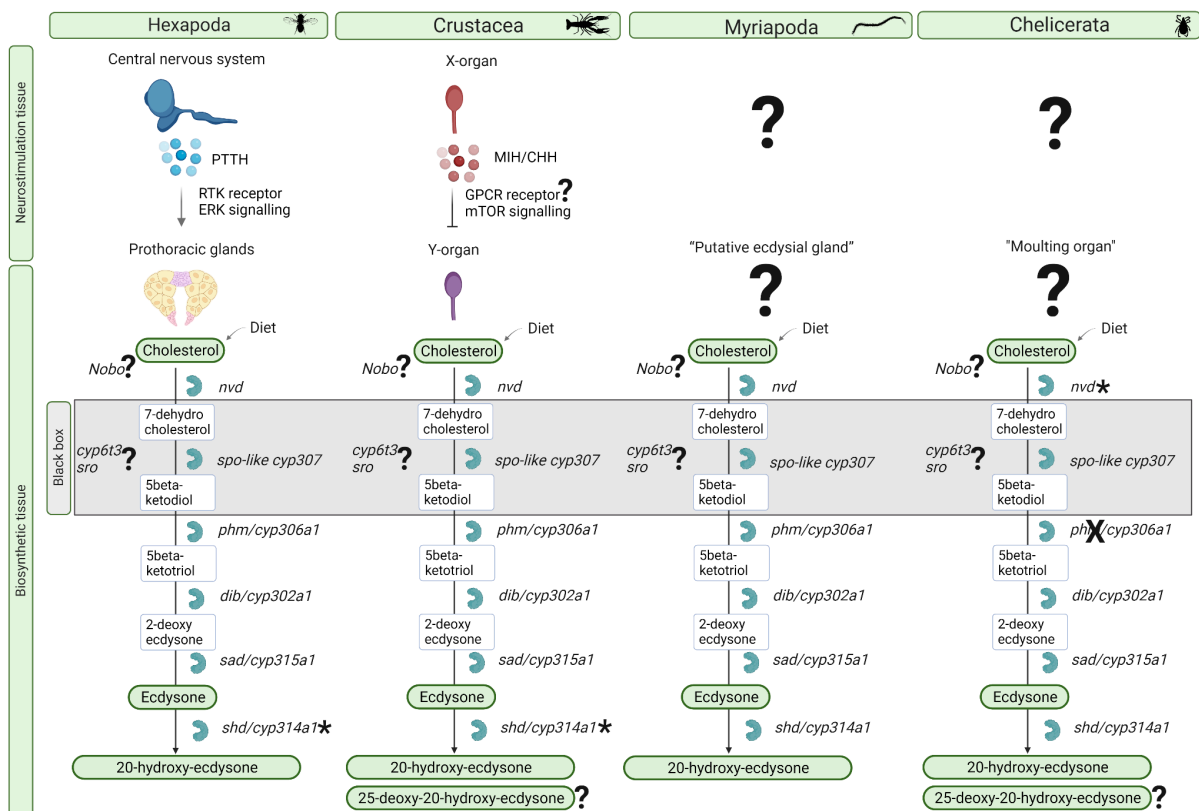 Hexapoda
Crustacea
Myriapoda
Chelicerata
Neurostimulation tissue
Central nervous system
X-organ
?
?
PTTH
MIH/CHH
RTK receptor
ERK signalling
GPCR receptor?
mTOR signalling
Prothoracic glands
Y-organ
“Putative ecdysial gland”
"Moulting organ"
?
?
Biosynthetic tissue
Diet
Diet
Diet
Diet
Cholesterol
Cholesterol
Cholesterol
Cholesterol
Nobo?
Nobo?
Nobo?
Nobo?
nvd
nvd
nvd
nvd*
Black box
7-dehydro
cholesterol
7-dehydro
cholesterol
7-dehydro
cholesterol
7-dehydro
cholesterol
cyp6t3
sro
?
spo-like cyp307
cyp6t3
sro
?
spo-like cyp307
cyp6t3
sro
?
spo-like cyp307
cyp6t3
sro
?
spo-like cyp307
5beta-
ketodiol
5beta-
ketodiol
5beta-
ketodiol
5beta-
ketodiol
phm/cyp306a1
phm/cyp306a1
phm/cyp306a1
phm/cyp306a1
X
5beta-
ketotriol
5beta-
ketotriol
5beta-
ketotriol
5beta-
ketotriol
dib/cyp302a1
dib/cyp302a1
dib/cyp302a1
dib/cyp302a1
2-deoxy
ecdysone
2-deoxy
ecdysone
2-deoxy
ecdysone
2-deoxy
ecdysone
sad/cyp315a1
sad/cyp315a1
sad/cyp315a1
sad/cyp315a1
Ecdysone
Ecdysone
Ecdysone
Ecdysone
shd/cyp314a1*
shd/cyp314a1*
shd/cyp314a1
shd/cyp314a1
20-hydroxy-ecdysone
20-hydroxy-ecdysone
20-hydroxy-ecdysone
20-hydroxy-ecdysone
25-deoxy-20-hydroxy-ecdysone?
25-deoxy-20-hydroxy-ecdysone?